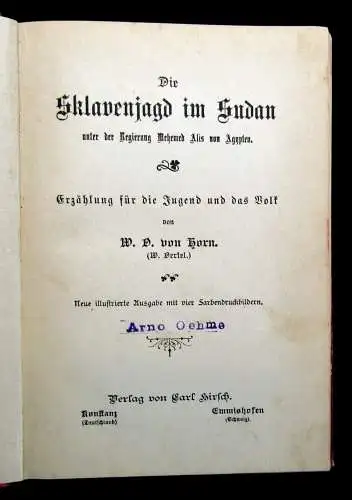 Die
Sklavenjagd im Sudan
unter der Regierung Mehemed Alis von Ägypten.
Erzählung für die Jugend und das Volk
von
W. O. von Horn.
(W. Oertel.)
Neue illustrierte Ausgabe mit vier Farbendruckbildern.
Arno Oehme
Verlag von Carl Hirsch.
Konstanz Emmishofen
(Deutschland) (Schweiz).